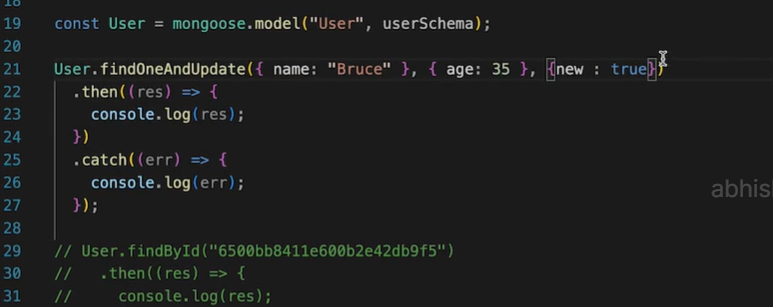 18
19 const User = mongoose.model("User", userSchema);
20
21 User.findOneAndUpdate({ name: "Bruce" }, { age: 35 }, {new : true})
22 .then((res) => {
23 console.log(res);
24 })
25 .catch((err) => {
26 console.log(err);
27 });
28
29 // User.findById("6500bb8411e600b2e42db9f5")
30 // .then((res) => {
31 // console.log(res);
abhis